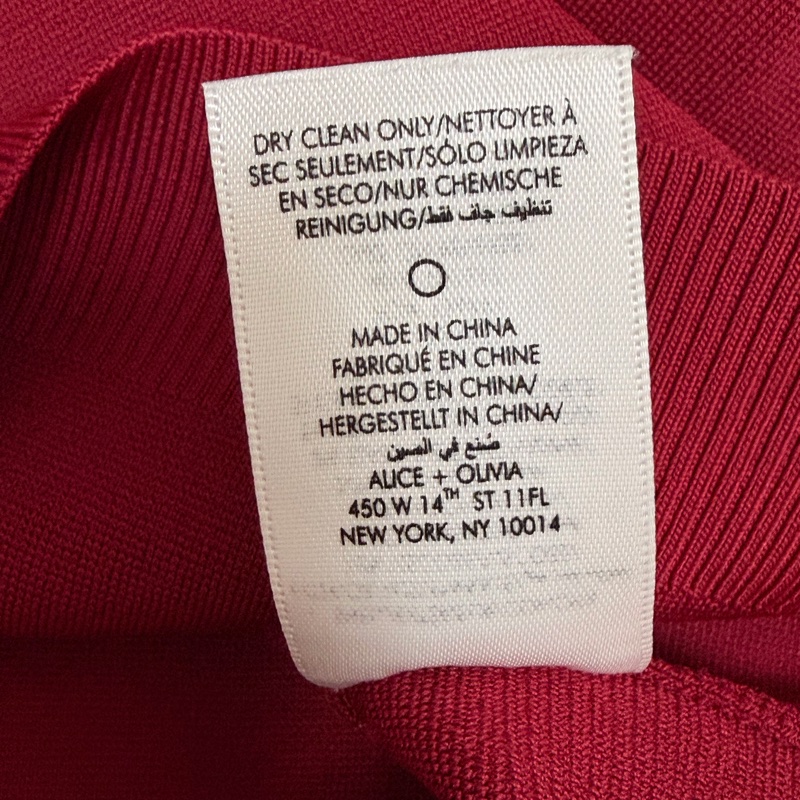 DRY CLEAN ONLY/NETTOYER À
SEC SEULEMENT/SÓLO LIMPIEZA
EN SECO/NUR CHEMISCHE
REINIGUNG/تنظيف جاف فقط
MADE IN CHINA
FABRIQUÉ EN CHINE
HECHO EN CHINA/
HERGESTELLT IN CHINA/
صُنع في الصين
ALICE + OLIVIA
450 W 14TH ST 11FL
NEW YORK, NY 10014